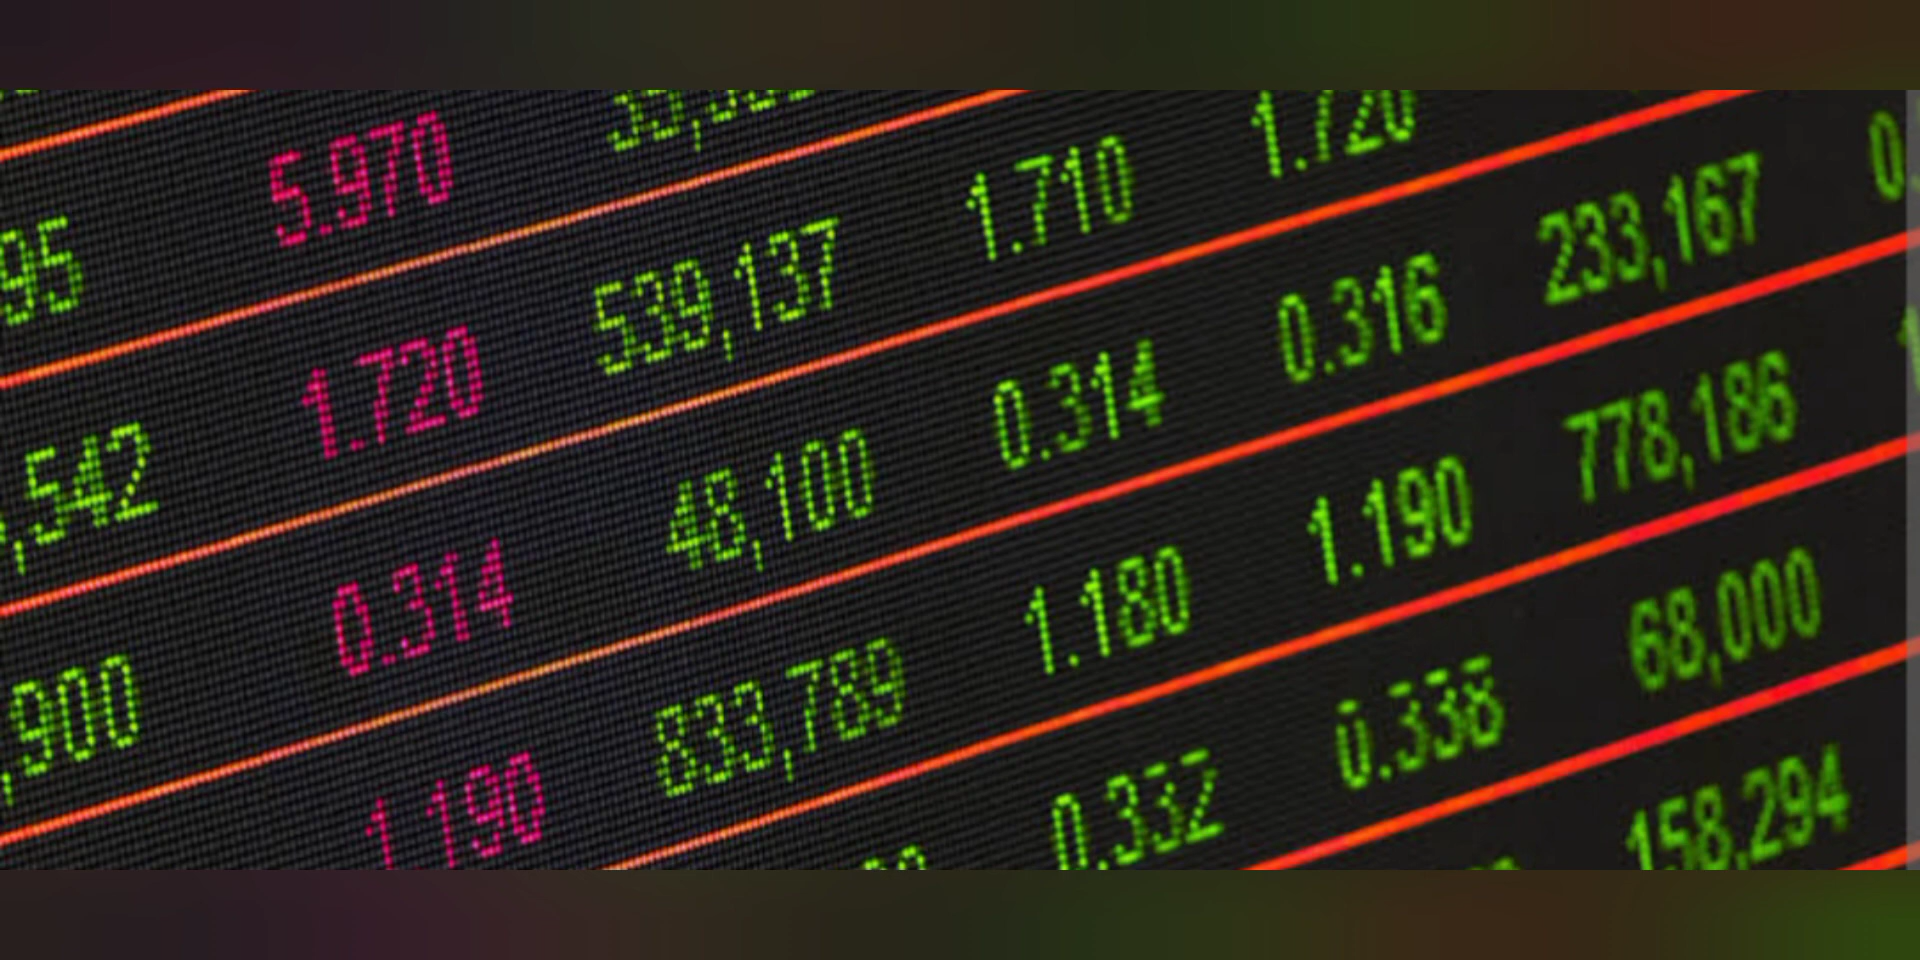 95 5.970
,542 1.720 539,137 1.710 1.720
,900 0.314 48,100 0.314 0.316 233,167 0.
1.190 833,789 1.180 1.190 778,186
0.332 0.338 68,000
158,294